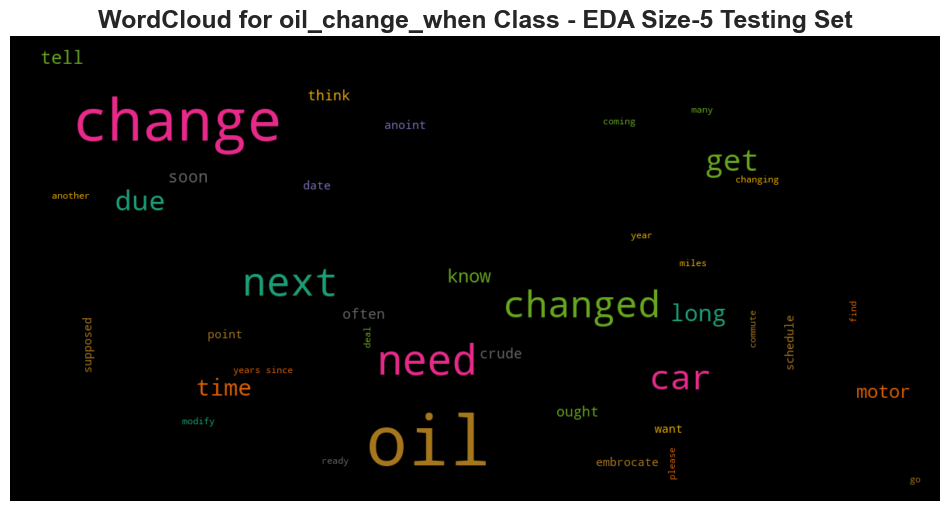 WordCloud for oil_change_when Class - EDA Size-5 Testing Set
tell
change
think
anoint
coming
many
get
changing
soon
date
another
due
year
miles
next
know
changed
long
often
supposed
point
deal
commute
schedule
find
need
crude
years since
time
car
motor
modify
oil
ought
want
embrocate
please
ready
go